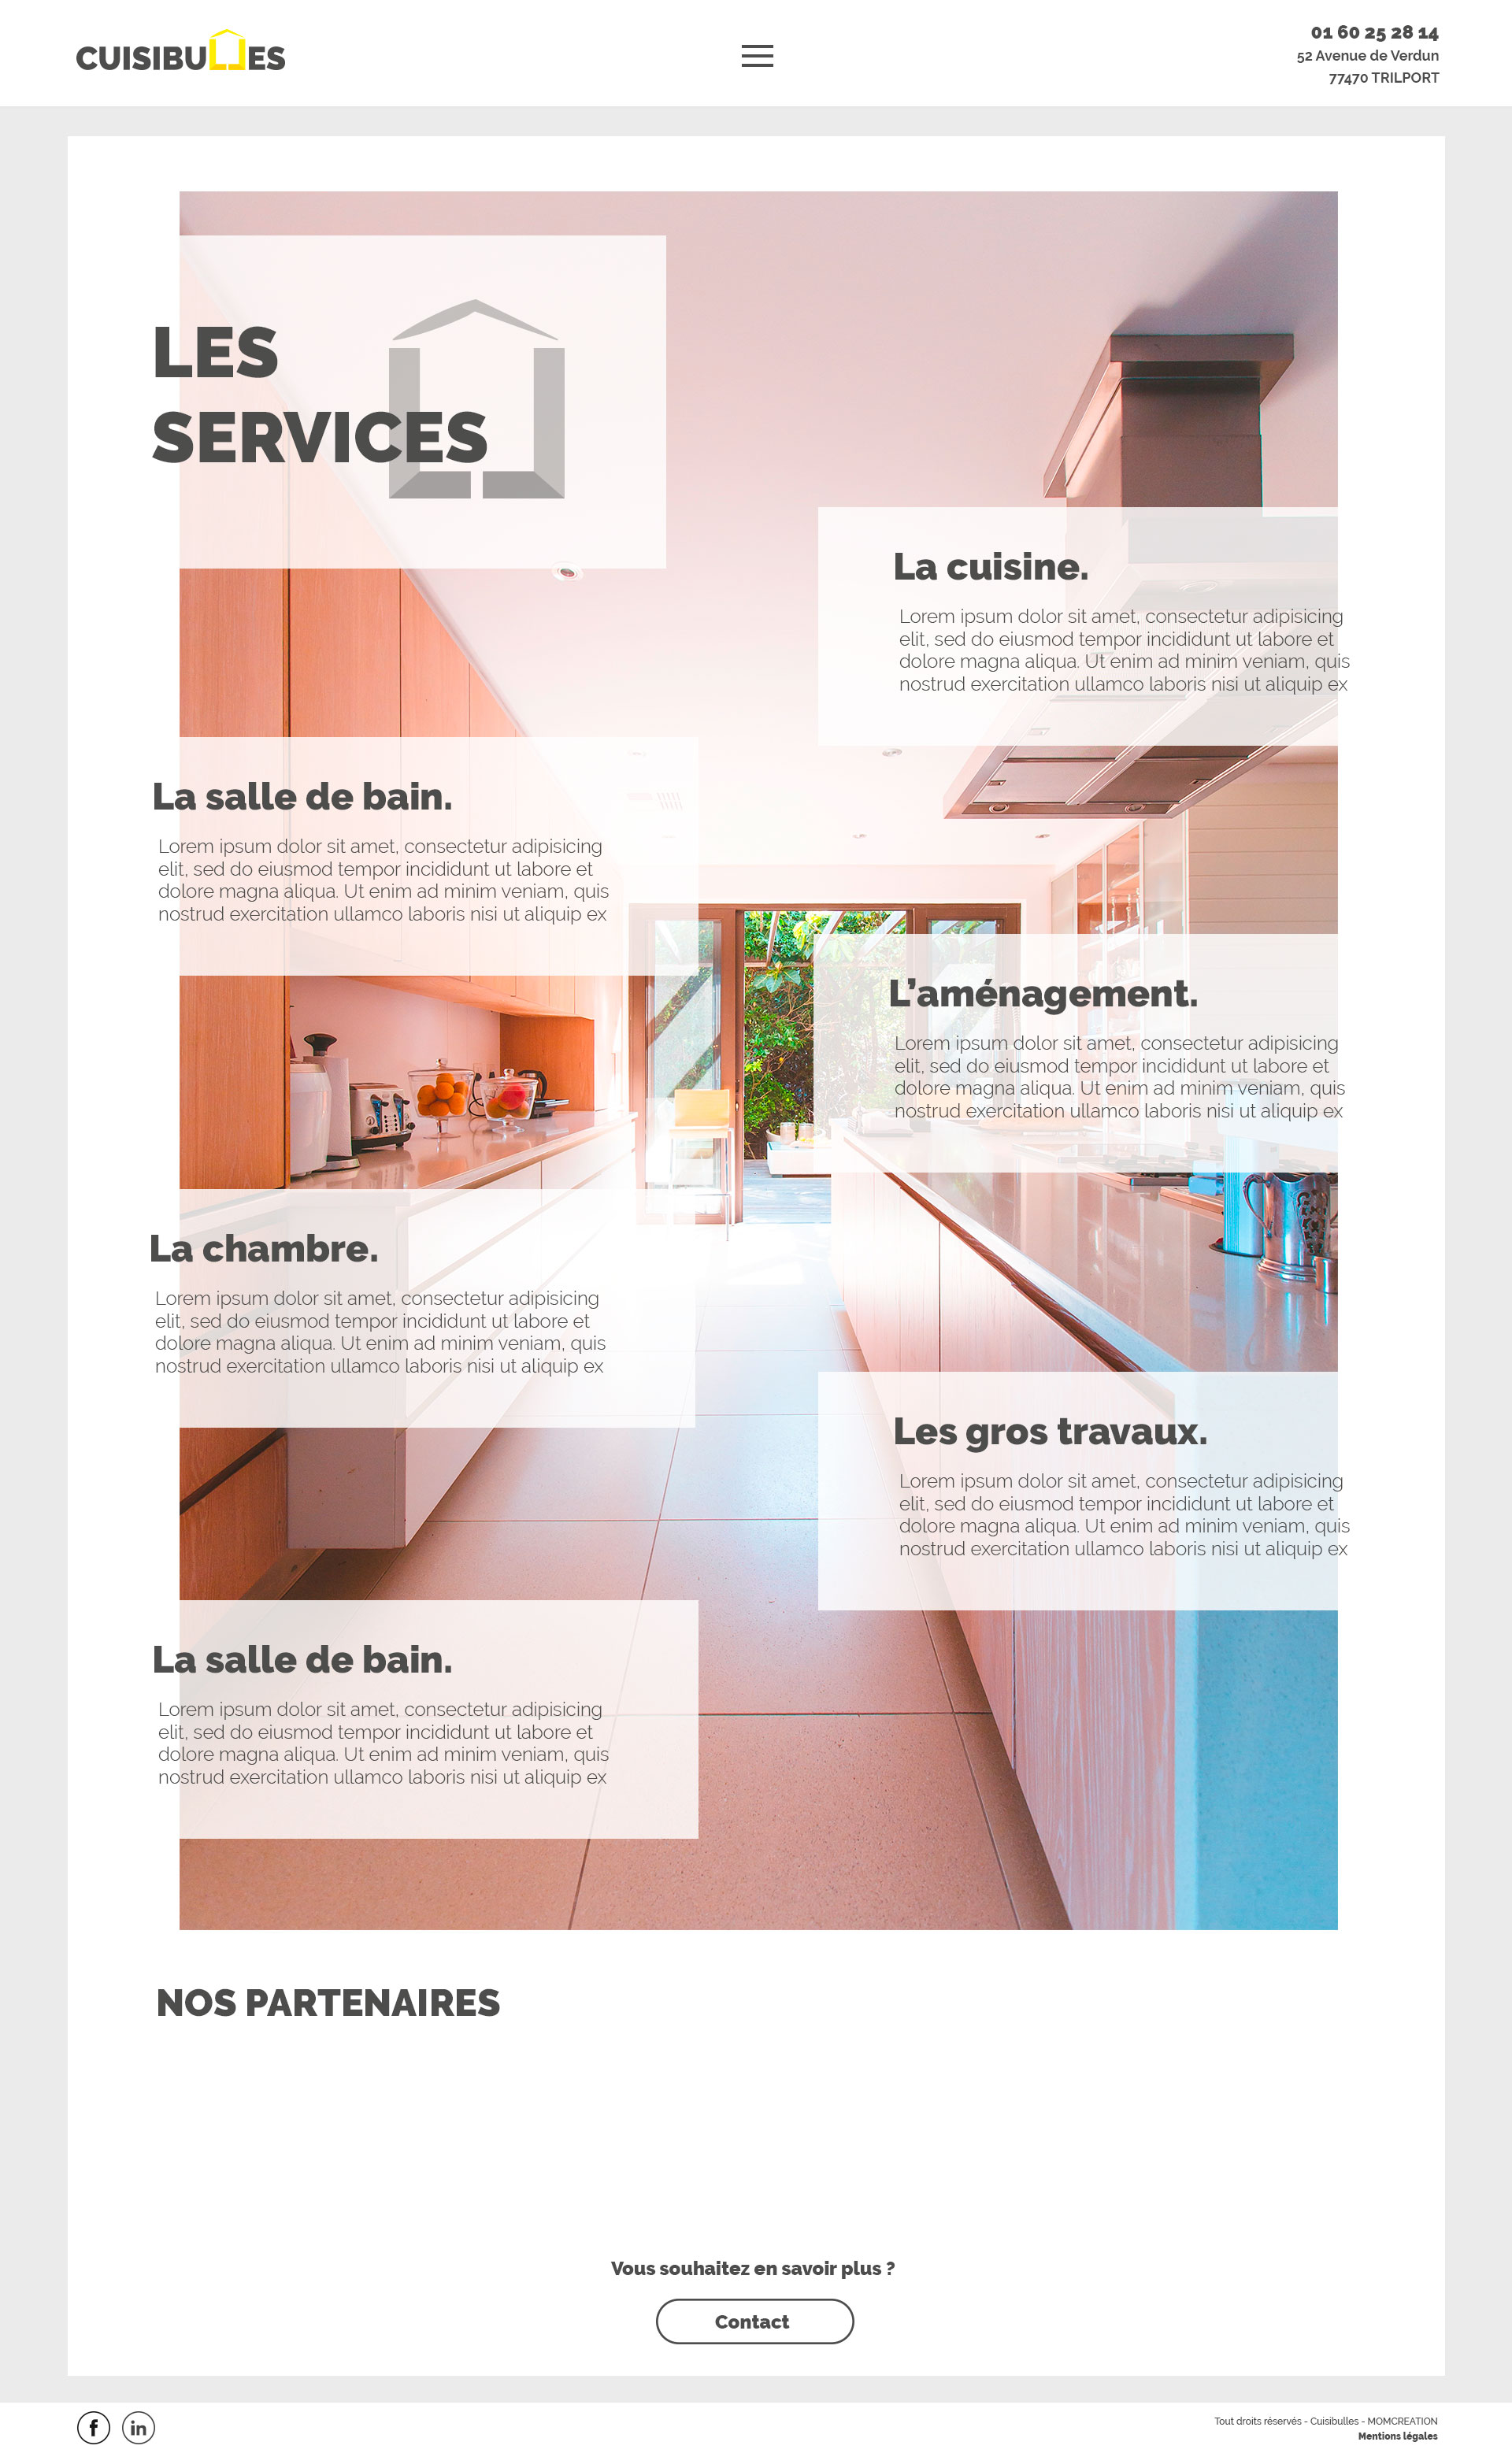 CUISIBULLES
01 60 25 28 14
52 Avenue de Verdun
77470 TRILPORT
LES
SERVICES
La cuisine.
Lorem ipsum dolor sit amet, consectetur adipisicing
elit, sed do eiusmod tempor incididunt ut labore et
dolore magna aliqua. Ut enim ad minim veniam, quis
nostrud exercitation ullamco laboris nisi ut aliquip ex
La salle de bain.
Lorem ipsum dolor sit amet, consectetur adipisicing
elit, sed do eiusmod tempor incididunt ut labore et
dolore magna aliqua. Ut enim ad minim veniam, quis
nostrud exercitation ullamco laboris nisi ut aliquip ex
L’aménagement.
Lorem ipsum dolor sit amet, consectetur adipisicing
elit, sed do eiusmod tempor incididunt ut labore et
dolore magna aliqua. Ut enim ad minim veniam, quis
nostrud exercitation ullamco laboris nisi ut aliquip ex
La chambre.
Lorem ipsum dolor sit amet, consectetur adipisicing
elit, sed do eiusmod tempor incididunt ut labore et
dolore magna aliqua. Ut enim ad minim veniam, quis
nostrud exercitation ullamco laboris nisi ut aliquip ex
Les gros travaux.
Lorem ipsum dolor sit amet, consectetur adipisicing
elit, sed do eiusmod tempor incididunt ut labore et
dolore magna aliqua. Ut enim ad minim veniam, quis
nostrud exercitation ullamco laboris nisi ut aliquip ex
La salle de bain.
Lorem ipsum dolor sit amet, consectetur adipisicing
elit, sed do eiusmod tempor incididunt ut labore et
dolore magna aliqua. Ut enim ad minim veniam, quis
nostrud exercitation ullamco laboris nisi ut aliquip ex
NOS PARTENAIRES
Vous souhaitez en savoir plus ?
Contact
f in
Tout droits réservés - Cuisibulles - MOMCREATION
Mentions légales